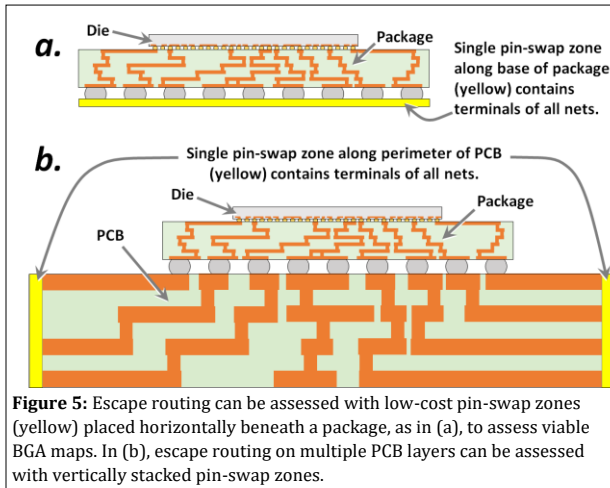 a.
Die
Package
Single pin-swap zone
along base of package
(yellow) contains
terminals of all nets.
b.
Single pin-swap zone along perimeter of PCB
(yellow) contains terminals of all nets.
Die
Package
PCB
Figure 5: Escape routing can be assessed with low-cost pin-swap zones
(yellow) placed horizontally beneath a package, as in (a), to assess viable
BGA maps. In (b), escape routing on multiple PCB layers can be assessed
with vertically stacked pin-swap zones.